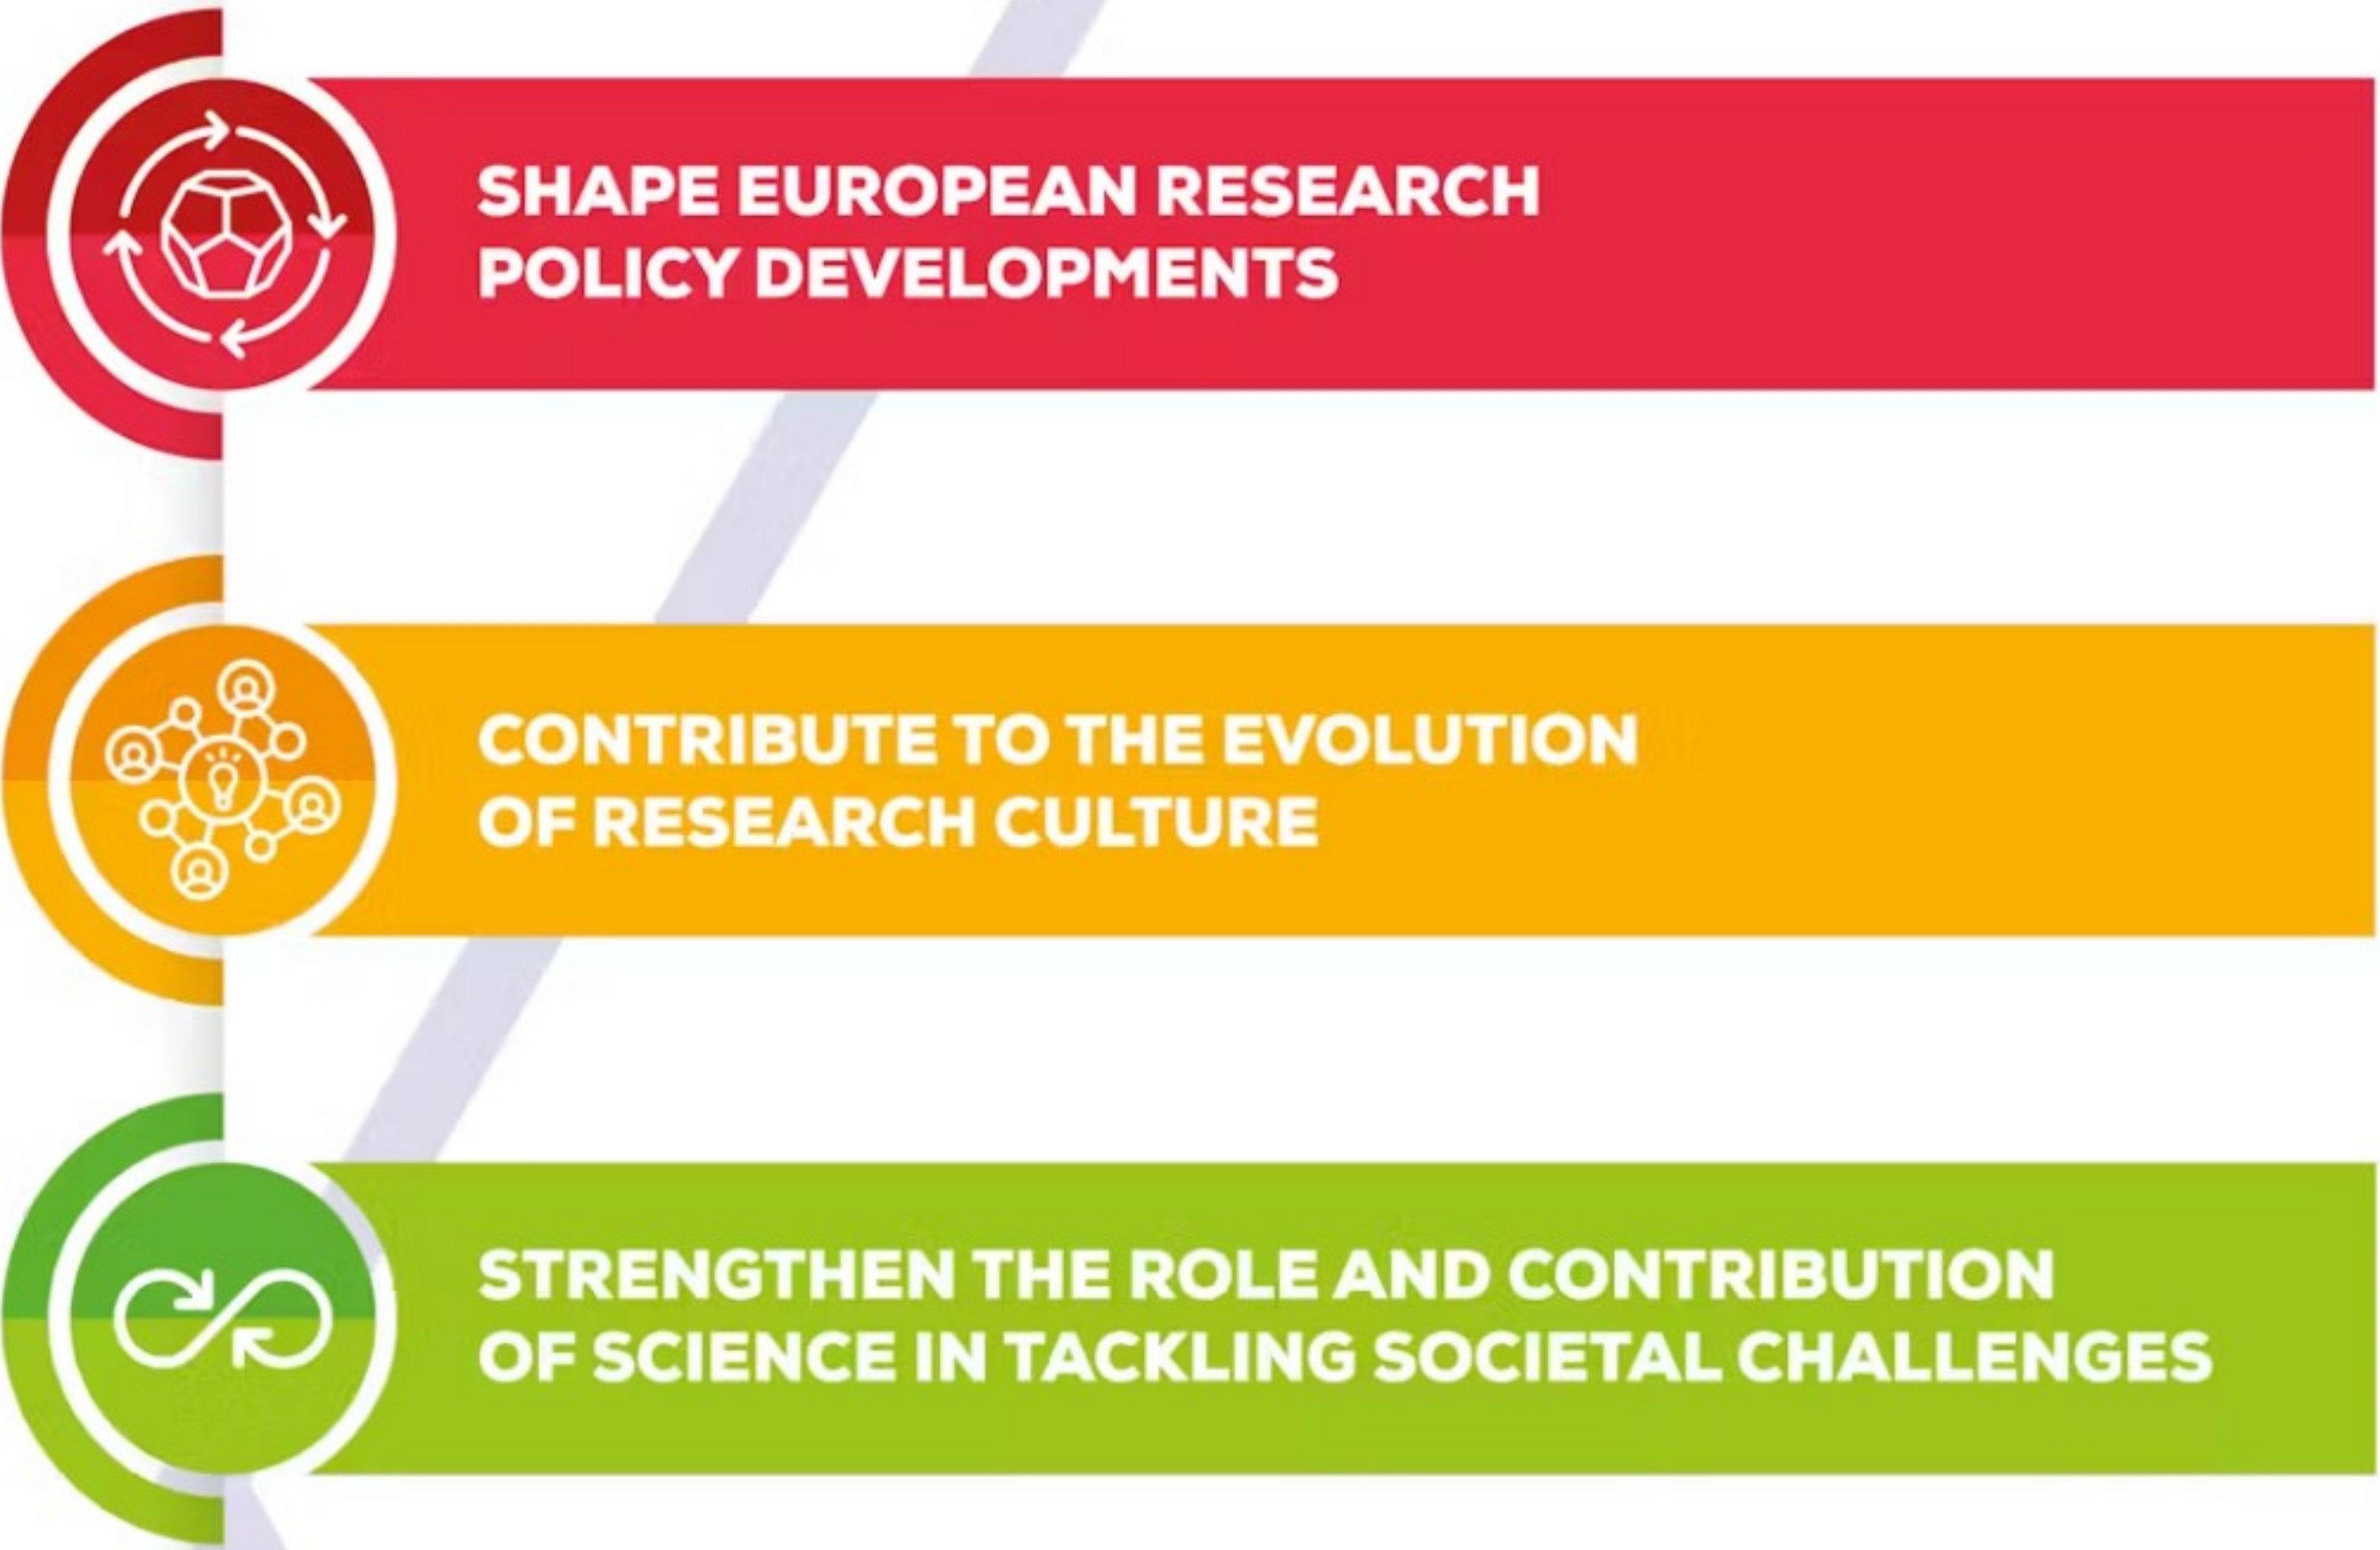 SHAPE EUROPEAN RESEARCH
POLICY DEVELOPMENTS
CONTRIBUTE TO THE EVOLUTION
OF RESEARCH CULTURE
STRENGTHEN THE ROLE AND CONTRIBUTION
OF SCIENCE IN TACKLING SOCIETAL CHALLENGES